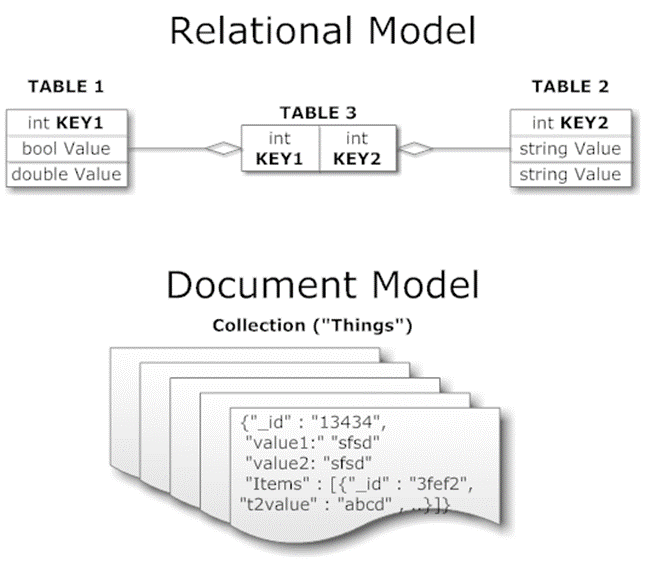 Relational Model
TABLE 1
int KEY1
bool Value
double Value
TABLE 3
int KEY1
int KEY2
TABLE 2
int KEY2
string Value
string Value
Document Model
Collection ("Things")
{"_id" : "13434",
"value1:" "sfsd"
"value2: "sfsd"
"Items" : [{"_id" : "3fef2",
"t2value" : "abcd" , ..}]}